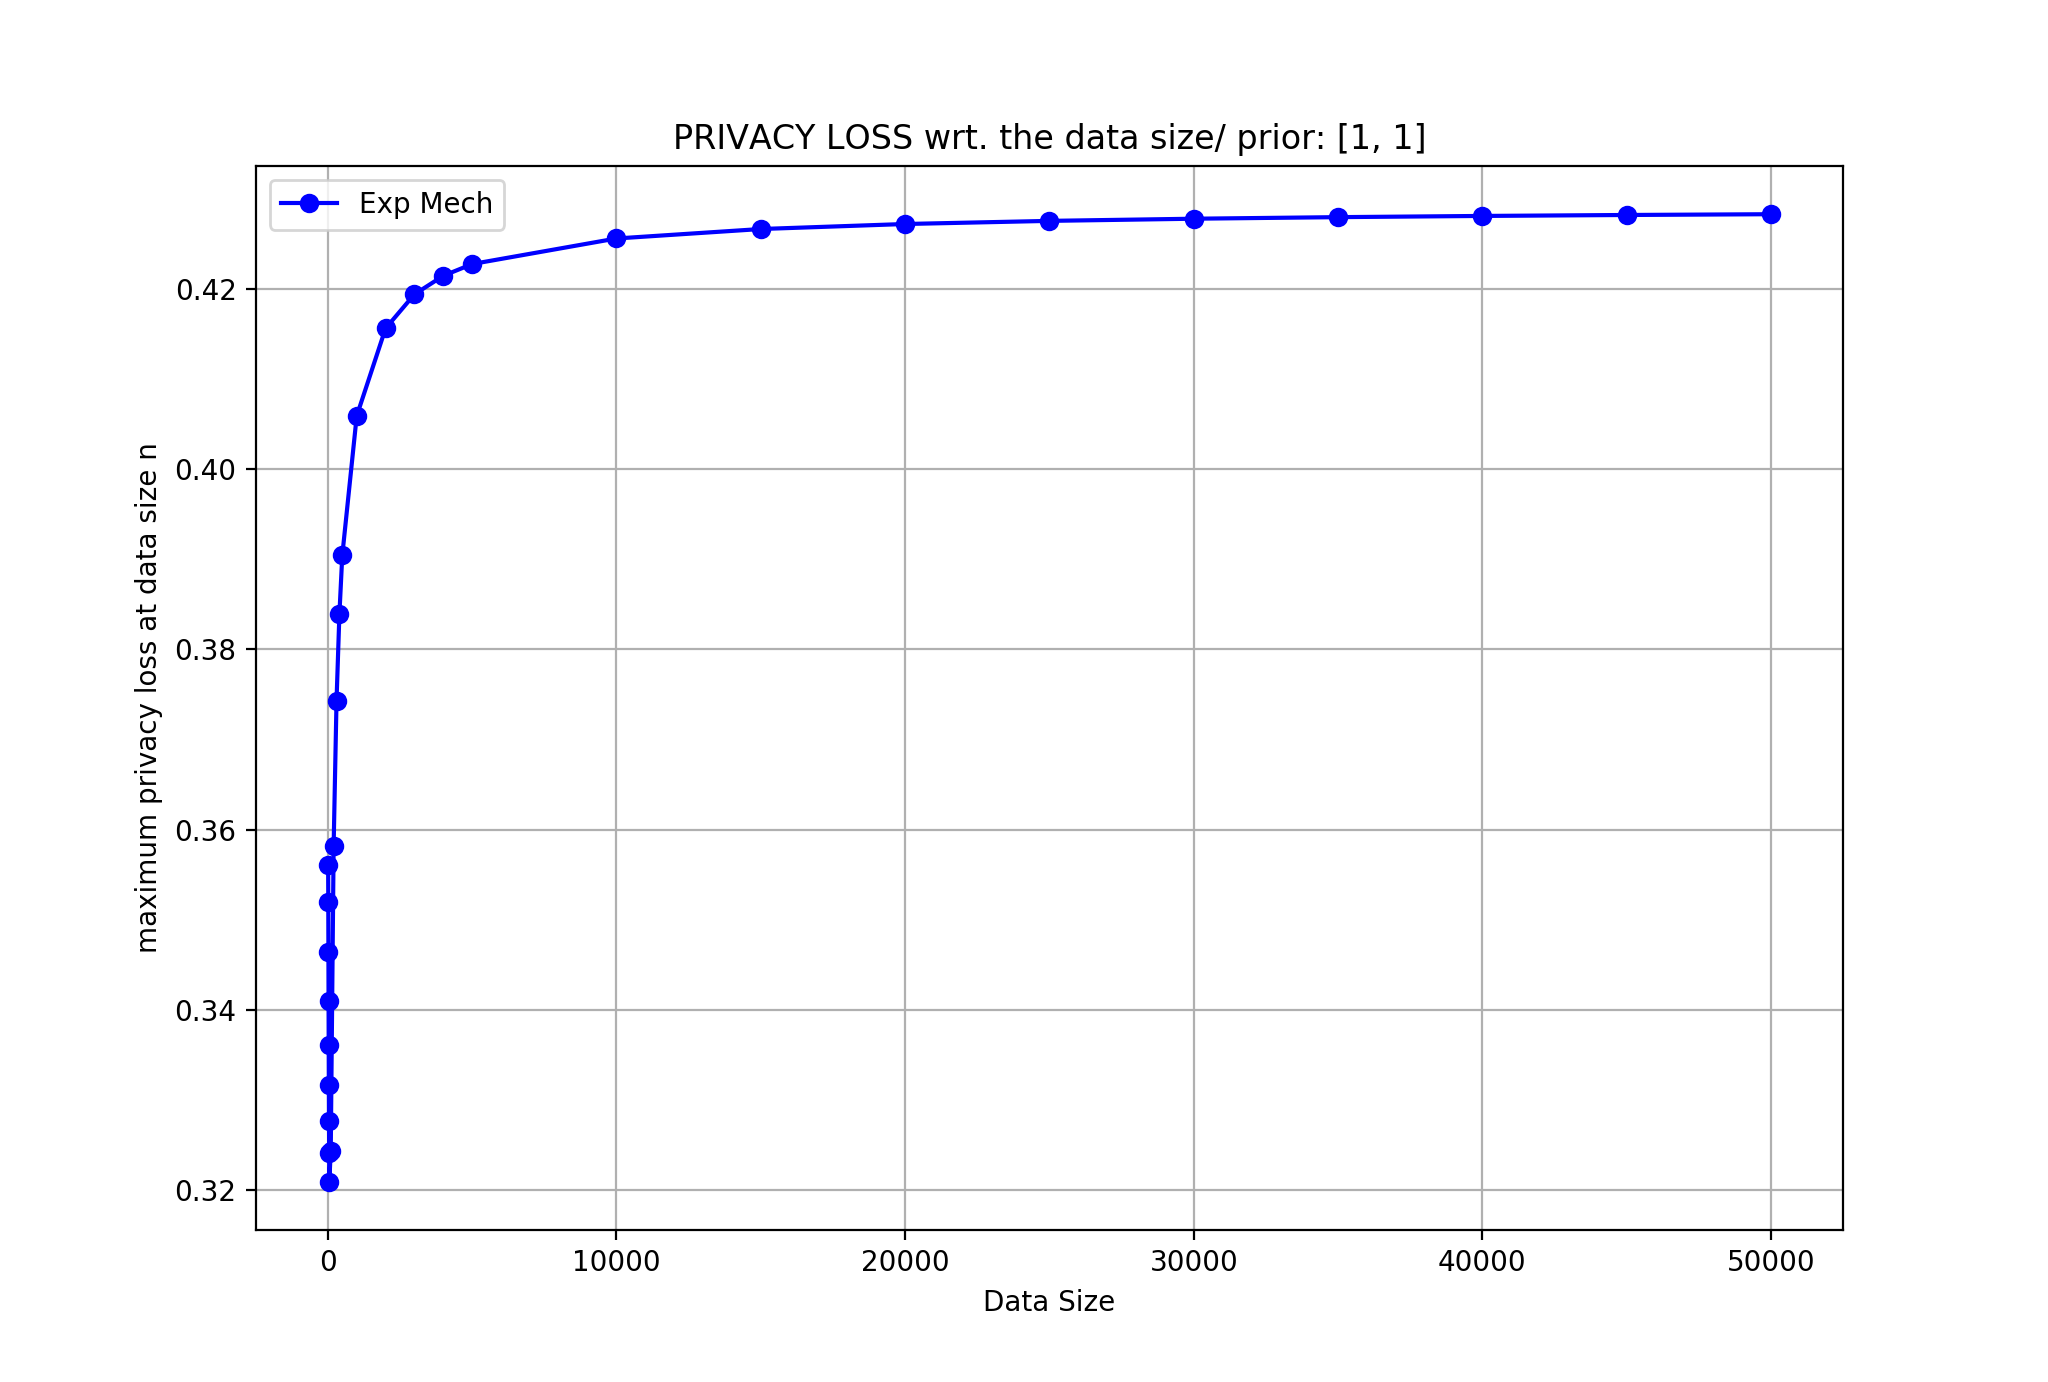 PRIVACY LOSS wrt. the data size/ prior: [1, 1]
Exp Mech
maximum privacy loss at data size n
0.42
0.40
0.38
0.36
0.34
0.32
0 10000 20000 30000 40000 50000
Data Size